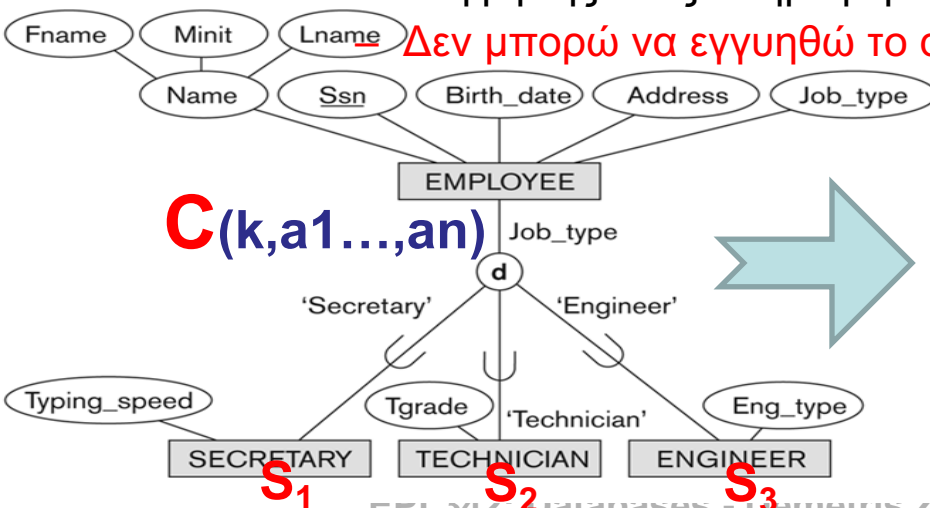 Fname Minit Lname Δεν μπορώ να εγγυηθώ το
Name Ssn Birth_date Address Job_type
EMPLOYEE
C(k,a1…,an) Job_type
d
‘Secretary’ ‘Engineer’
Typing_speed Tgrade ‘Technician’ Eng_type
SECRETARY TECHNICIAN ENGINEER
S1 S2 S3
Databases -